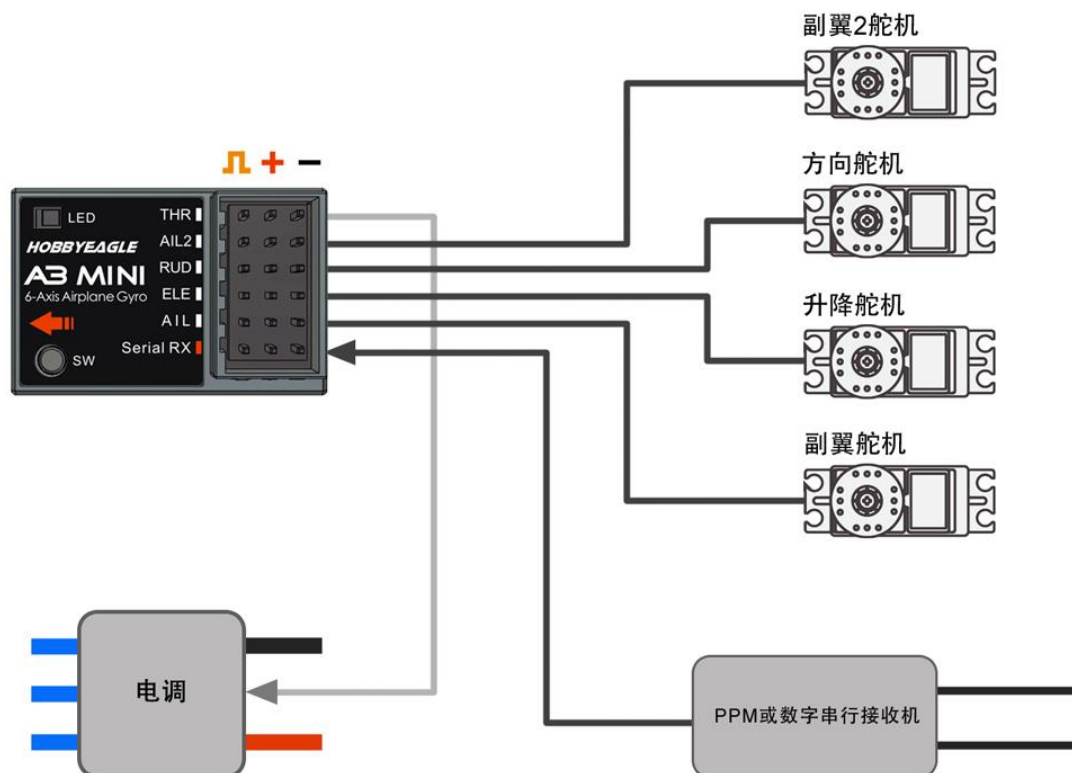 副翼2舵机
方向舵机
升降舵机
副翼舵机
LED
THR
HOBBYEAGLE
AIL2
A3 MINI
RUD
6-Axis Airplane Gyro
ELE
AIL
Serial RX
SW
电调
PPM或数字串行接收机